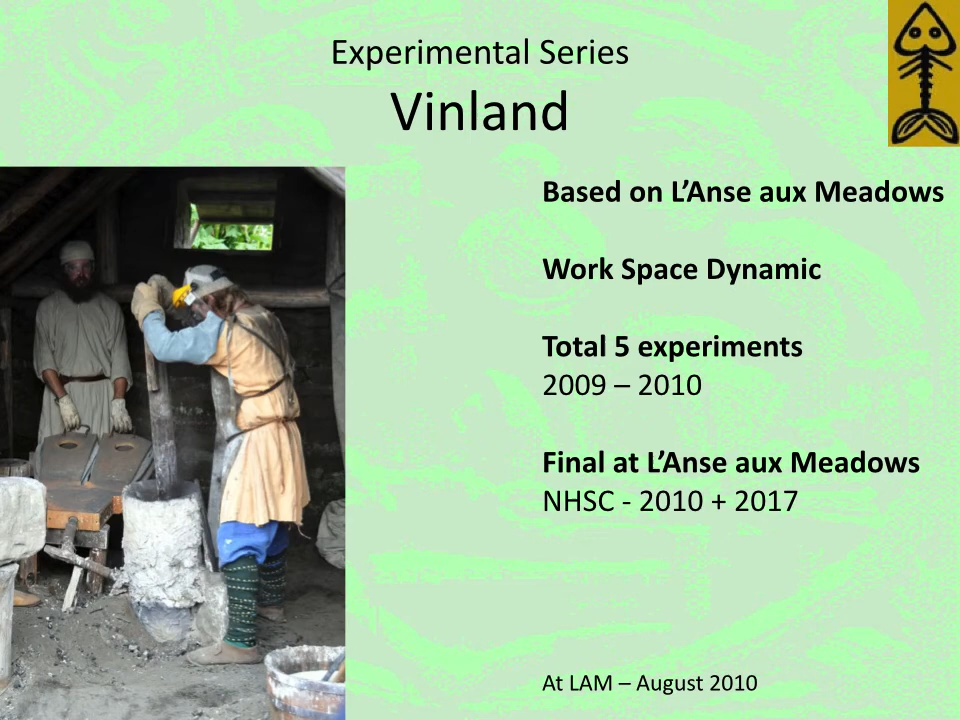 Experimental Series
Vinland
Based on L’Anse aux Meadows
Work Space Dynamic
Total 5 experiments
2009 – 2010
Final at L’Anse aux Meadows
NHSC - 2010 + 2017
At LAM – August 2010